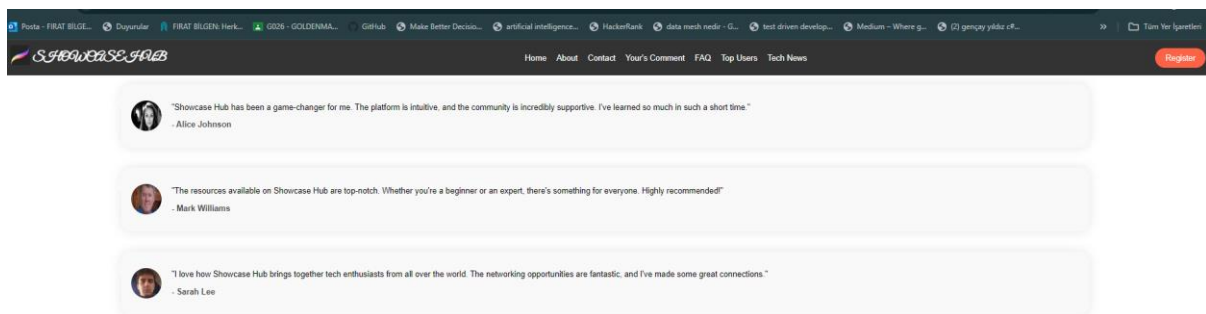 Posta - FIRAT BİLGE... Duyurular FIRAT BİLGEN: Herk... G026 - GOLDENMA... GitHub Make Better Decisio... artificial intelligence... HackerRank data mesh nedir - G... test driven develop... Medium – Where g... (2) gençay yıldız c#... » Tüm Yer İşaretleri
SHOWCASE HUB Home About Contact Your's Comment FAQ Top Users Tech News Register
"Showcase Hub has been a game-changer for me. The platform is intuitive, and the community is incredibly supportive. I've learned so much in such a short time."
- Alice Johnson
"The resources available on Showcase Hub are top-notch. Whether you're a beginner or an expert, there's something for everyone. Highly recommended!"
- Mark Williams
"I love how Showcase Hub brings together tech enthusiasts from all over the world. The networking opportunities are fantastic, and I've made some great connections."
- Sarah Lee